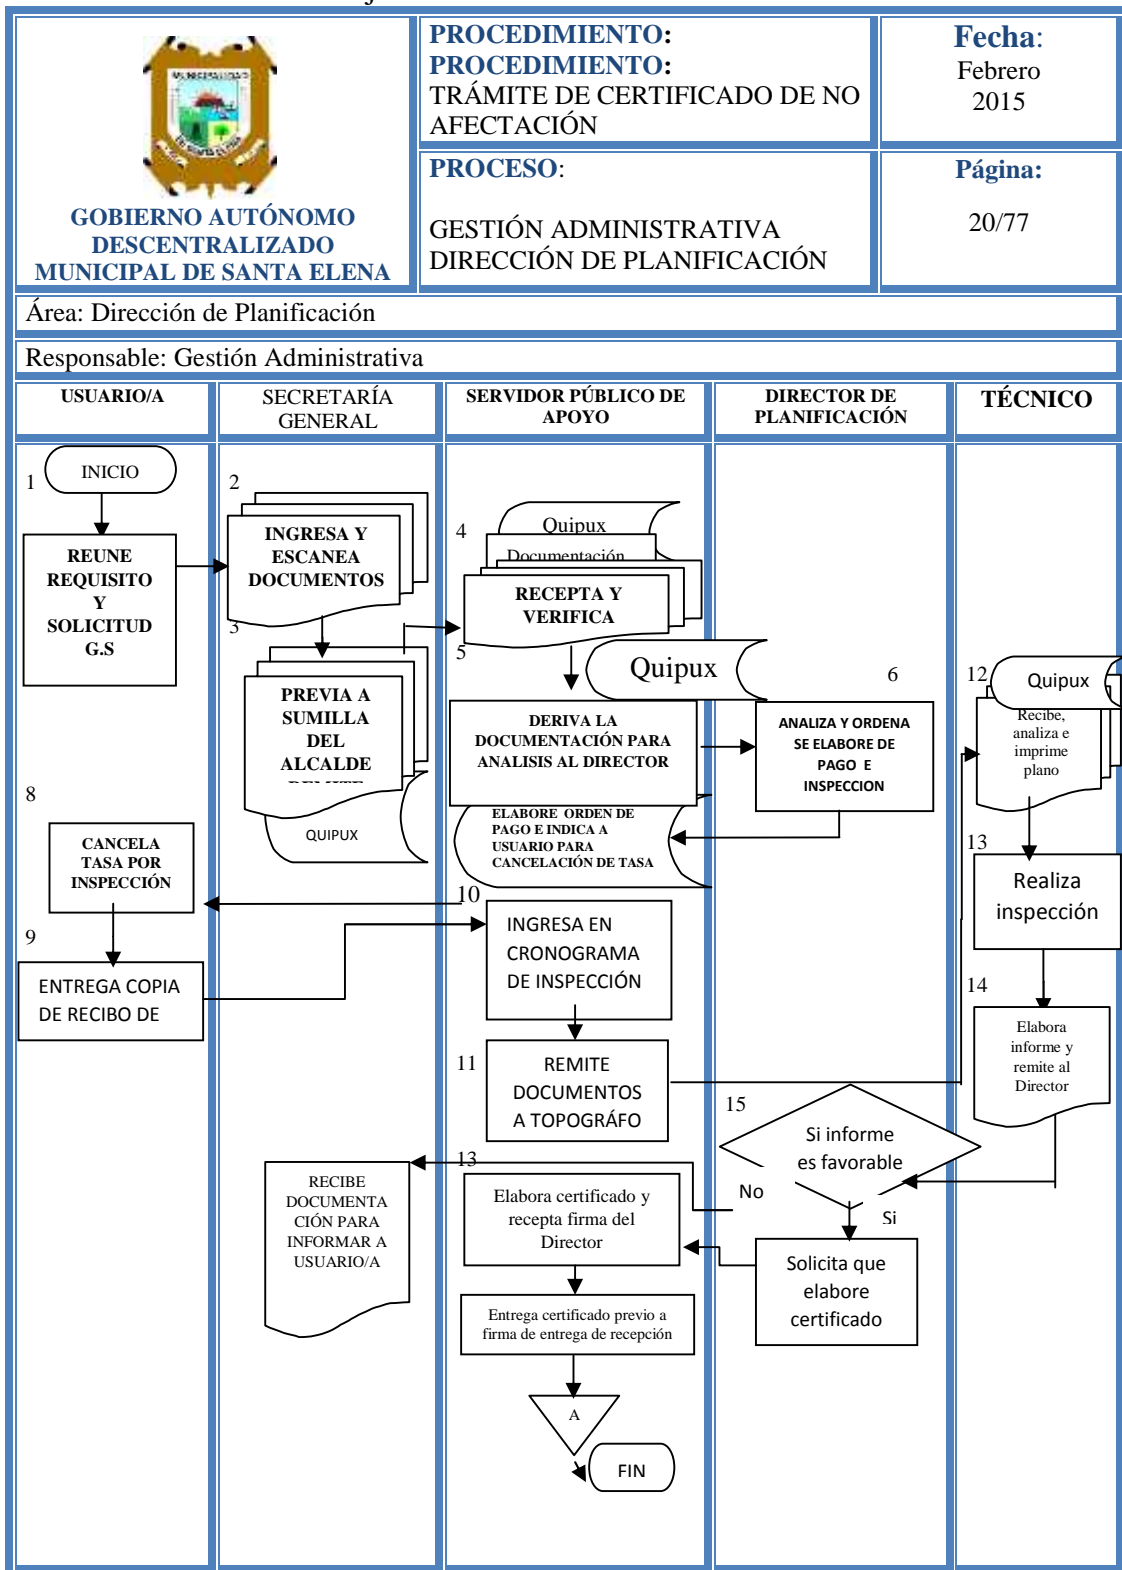 PROCEDIMIENTO:
PROCEDIMIENTO:
TRÁMITE DE CERTIFICADO DE NO
AFECTACIÓN
Fecha:
Febrero
2015
MUNICIPALIDAD
GOBIERNO AUTÓNOMO
DESCENTRALIZADO
MUNICIPAL DE SANTA ELENA
PROCESO:
GESTIÓN ADMINISTRATIVA
DIRECCIÓN DE PLANIFICACIÓN
Página:
20/77
Área: Dirección de Planificación
Responsable: Gestión Administrativa
USUARIO/A
SECRETARÍA
GENERAL
SERVIDOR PÚBLICO DE
APOYO
DIRECTOR DE
PLANIFICACIÓN
TÉCNICO
1
INICIO
REUNE
REQUISITO
Y
SOLICITUD
G.S
2
INGRESA Y
ESCANEA
DOCUMENTOS
3
PREVIA A
SUMILLA
DEL
ALCALDE
QUIPUX
4
Quipux
Documentación
RECEPTA Y
VERIFICA
5
Quipux
DERIVA LA
DOCUMENTACIÓN PARA
ANALISIS AL DIRECTOR
6
ANALIZA Y ORDENA
SE ELABORE DE
PAGO E
INSPECCION
ELABORE ORDEN DE
PAGO E INDICA A
USUARIO PARA
CANCELACIÓN DE TASA
8
CANCELA
TASA POR
INSPECCIÓN
9
ENTREGA COPIA
DE RECIBO DE
10
INGRESA EN
CRONOGRAMA
DE INSPECCIÓN
11
REMITE
DOCUMENTOS
A TOPOGRÁFO
12
Quipux
Recibe,
analiza e
imprime
plano
13
Realiza
inspección
14
Elabora
informe y
remite al
Director
15
Si informe
es favorable
No
Si
Solicita que
elabore
certificado
RECIBE
DOCUMENTA
CIÓN PARA
INFORMAR A
USUARIO/A
13
Elabora certificado y
recepta firma del
Director
Entrega certificado previo a
firma de entrega de recepción
A
FIN